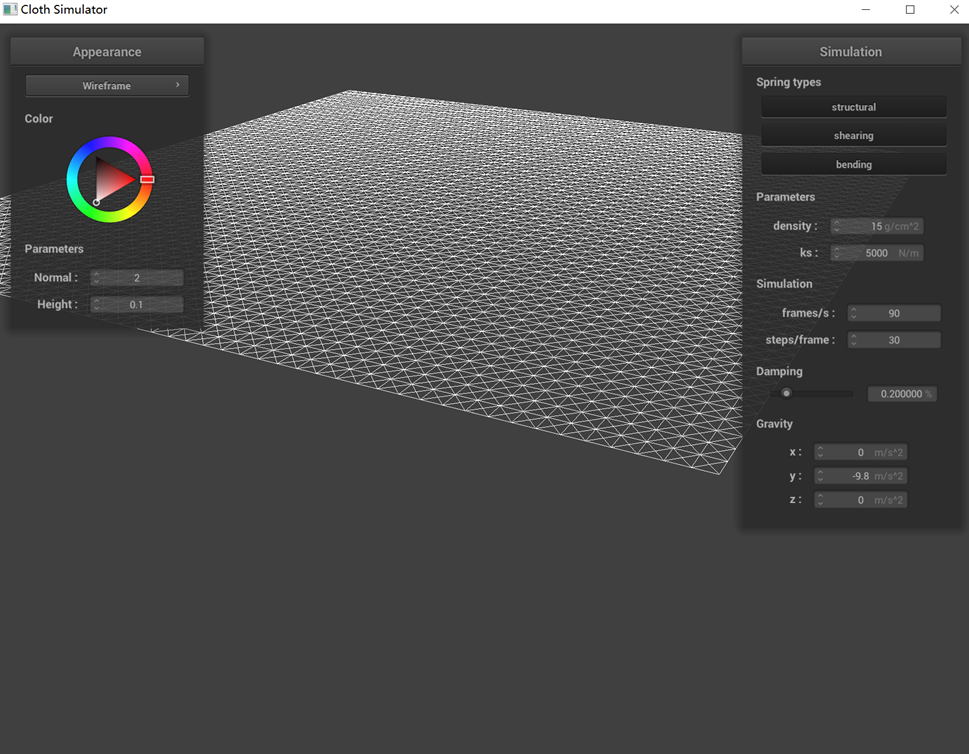 Cloth Simulator
Appearance
Wireframe
Color
Parameters
Normal : 2
Height : 0.1
Simulation
Spring types
structural
shearing
bending
Parameters
density : 15 g/cm^2
ks : 5000 N/m
Simulation
frames/s : 90
steps/frame : 30
Damping
0.200000 %
Gravity
x : 0 m/s^2
y : -9.8 m/s^2
z : 0 m/s^2